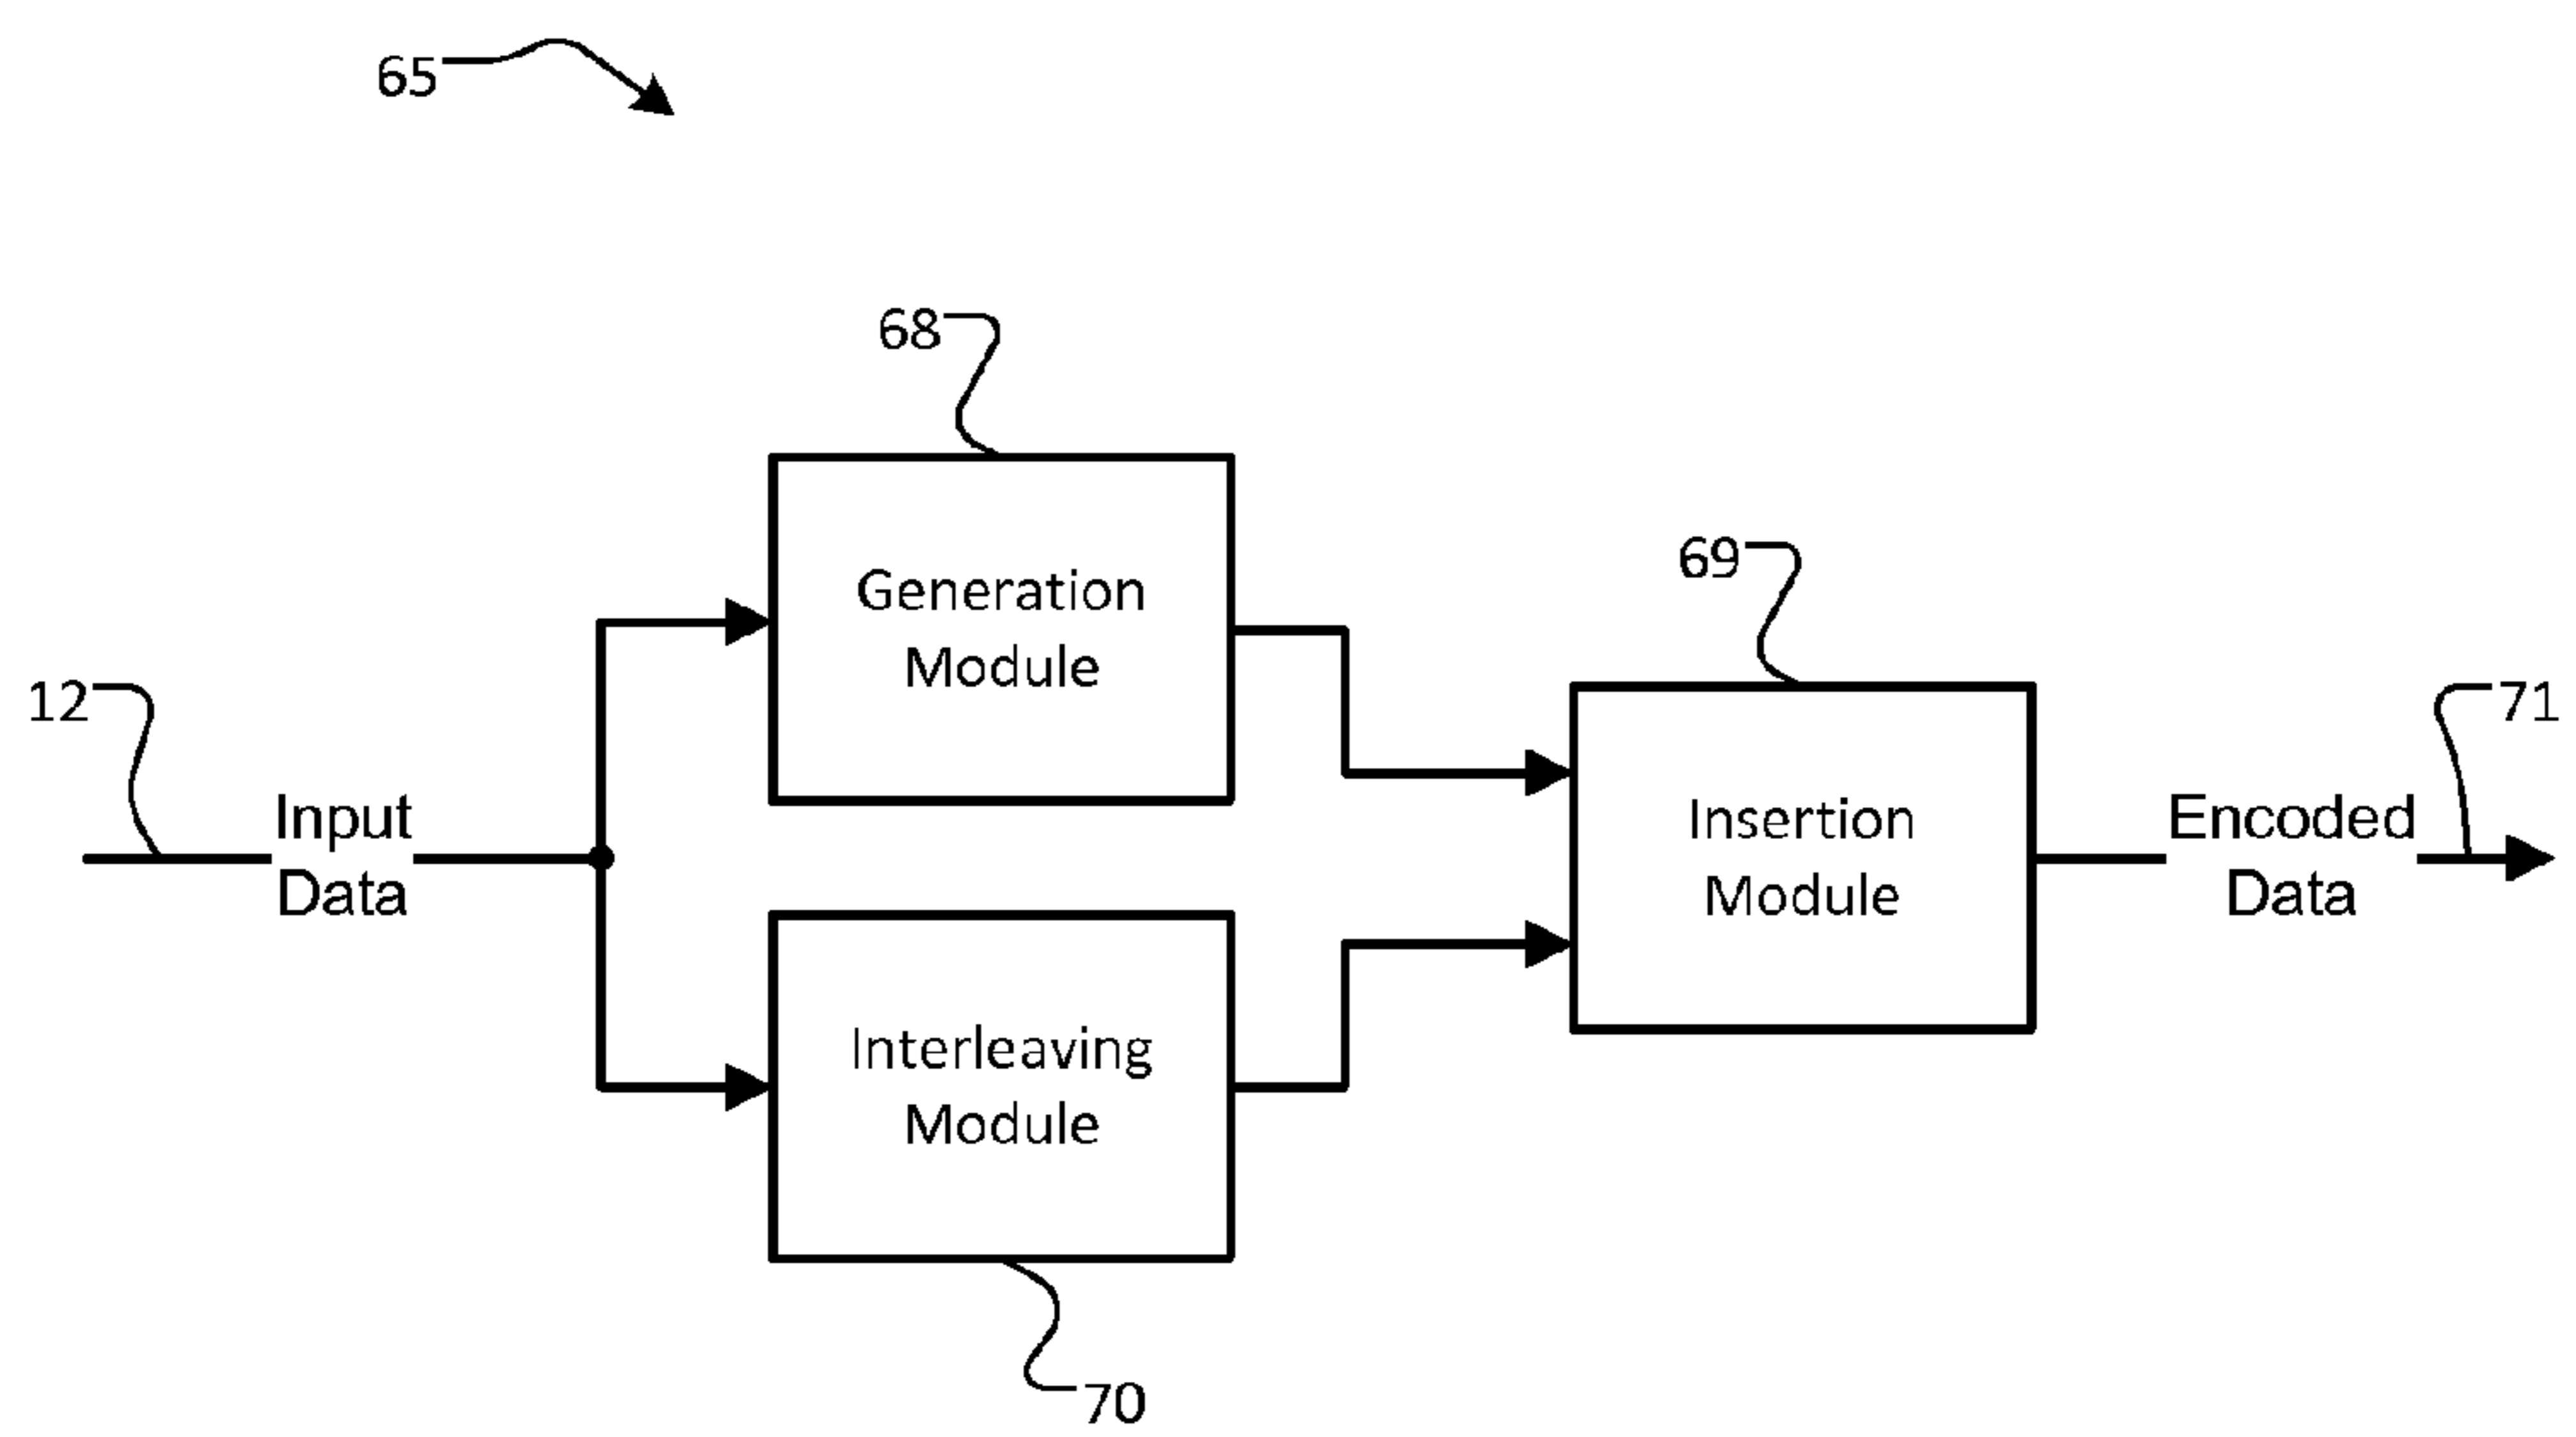 65
68
Generation
Module
69
12
Input
Data
Insertion
Module
Encoded
Data
71
Interleaving
Module
70